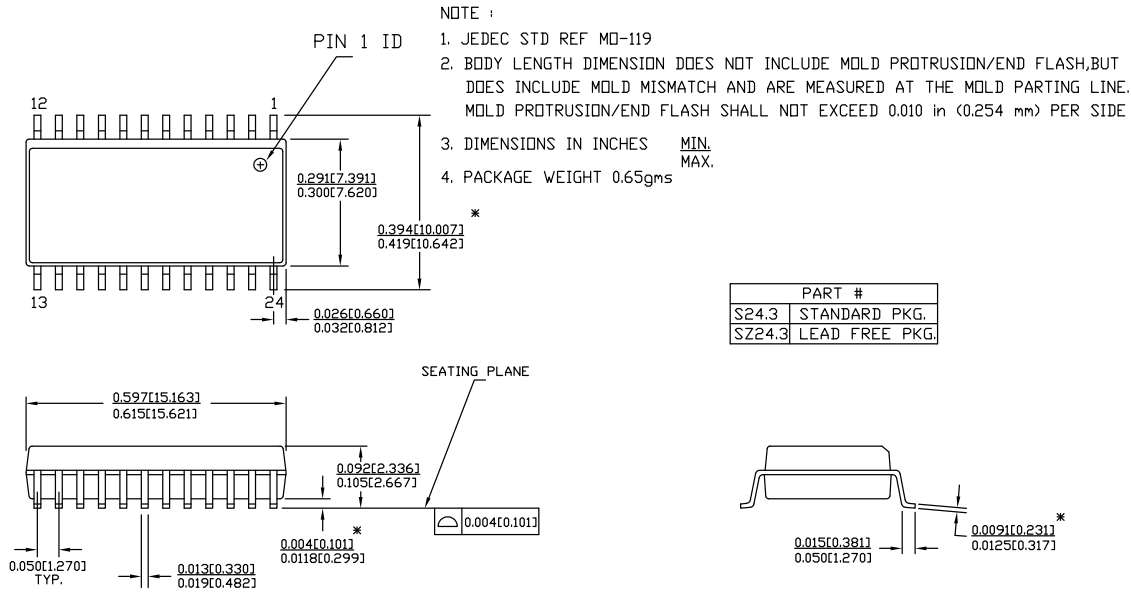 NOTE :
PIN 1 ID
1. JEDEC STD REF MO-119
2. BODY LENGTH DIMENSION DOES NOT INCLUDE MOLD PROTRUSION/END FLASH,BUT
DOES INCLUDE MOLD MISMATCH AND ARE MEASURED AT THE MOLD PARTING LINE.
MOLD PROTRUSION/END FLASH SHALL NOT EXCEED 0.010 in (0.254 mm) PER SIDE
3. DIMENSIONS IN INCHES MIN.
MAX.
4. PACKAGE WEIGHT 0.65gms
12 1
0.291[7.391]
0.300[7.620]
*
0.394[10.007]
0.419[10.642]
13 24
0.026[0.660]
0.032[0.812]
PART #
S24.3 STANDARD PKG.
SZ24.3 LEAD FREE PKG.
SEATING PLANE
0.597[15.163]
0.615[15.621]
0.092[2.336]
0.105[2.667]
0.004[0.101]
*
0.004[0.101]
0.0118[0.299]
0.050[1.270]
TYP.
0.013[0.330]
0.019[0.482]
0.015[0.381]
0.050[1.270]
*
0.0091[0.231]
0.0125[0.317]